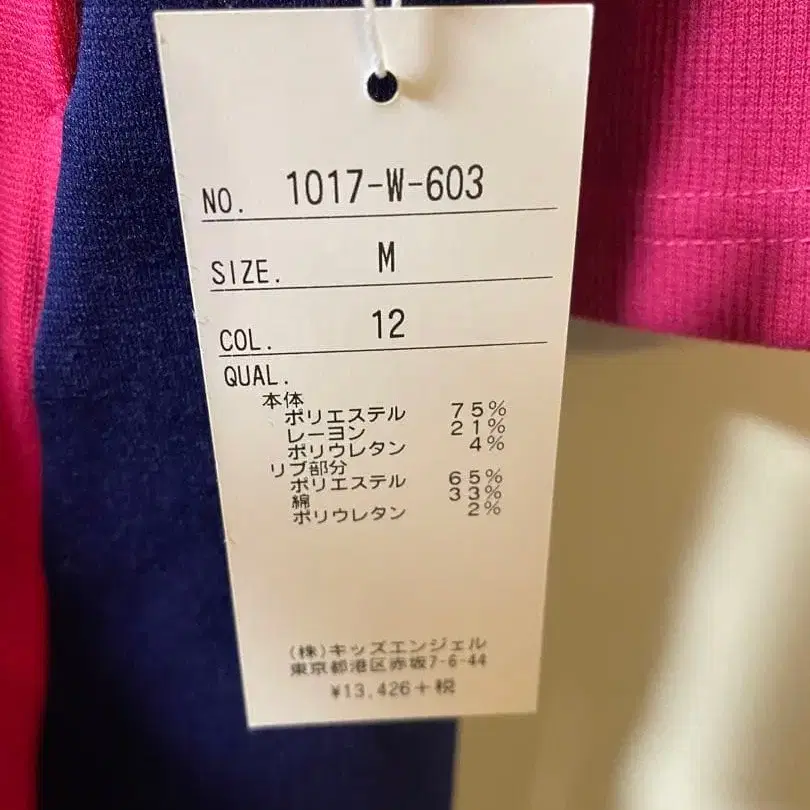 NO. 1017-W-603
SIZE. M
COL. 12
QUAL.
本体
ポリエステル 75%
レーヨン 21%
ポリウレタン 4%
リブ部分
ポリエステル 65%
綿 33%
ポリウレタン 2%
(株)キッズエンジェル
東京都港区赤坂7-6-44
¥13,426+税